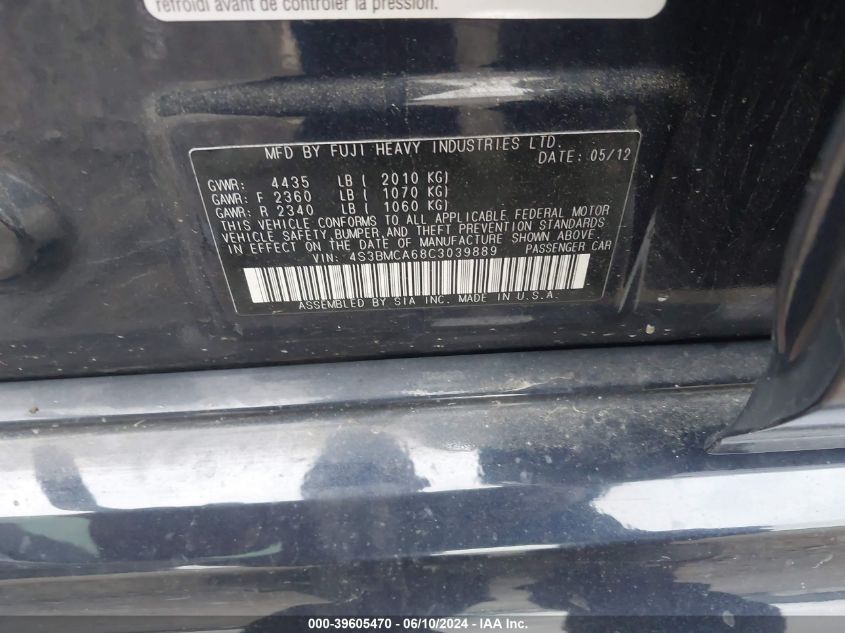 refroidi avant de contrôler la pression.
MFD BY FUJI HEAVY INDUSTRIES LTD.
DATE: 05/12
GVWR: 4435 LB ( 2010 KG)
GAWR: F 2360 LB ( 1070 KG)
GAWR: R 2340 LB ( 1060 KG)
THIS VEHICLE CONFORMS TO ALL APPLICABLE FEDERAL MOTOR
VEHICLE SAFETY, BUMPER, AND THEFT PREVENTION STANDARDS
IN EFFECT ON THE DATE OF MANUFACTURE SHOWN ABOVE.
VIN: 4S3BMCA68C3039889 PASSENGER CAR
ASSEMBLED BY SIA INC. MADE IN U.S.A.
000-39605470 - 06/10/2024 - IAA Inc.